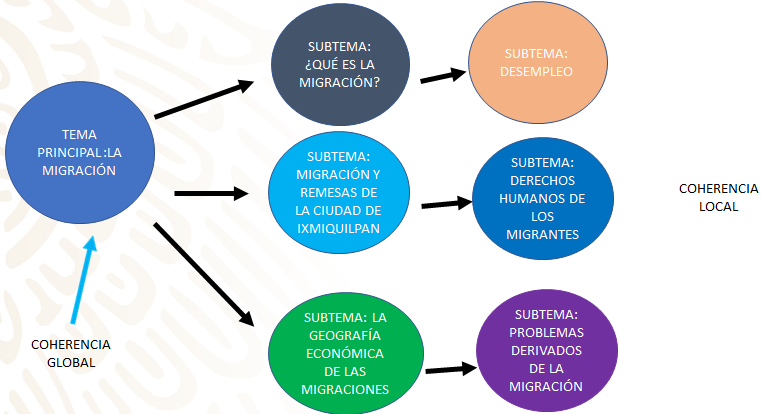 SUBTEMA:
¿QUÉ ES LA
MIGRACIÓN?
SUBTEMA:
DESEMPLEO
TEMA
PRINCIPAL:LA
MIGRACIÓN
SUBTEMA:
MIGRACIÓN Y
REMESAS DE
LA CIUDAD DE
IXMIQUILPAN
SUBTEMA:
DERECHOS
HUMANOS DE
LOS
MIGRANTES
COHERENCIA
LOCAL
COHERENCIA
GLOBAL
SUBTEMA: LA
GEOGRAFÍA
ECONÓMICA
DE LAS
MIGRACIONES
SUBTEMA:
PROBLEMAS
DERIVADOS
DE LA
MIGRACIÓN